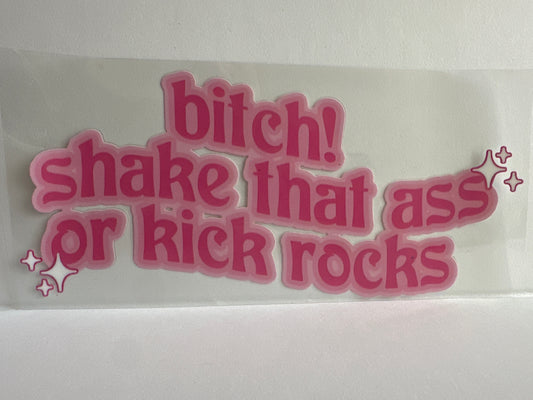 bitch!
shake that ass
or kick rocks